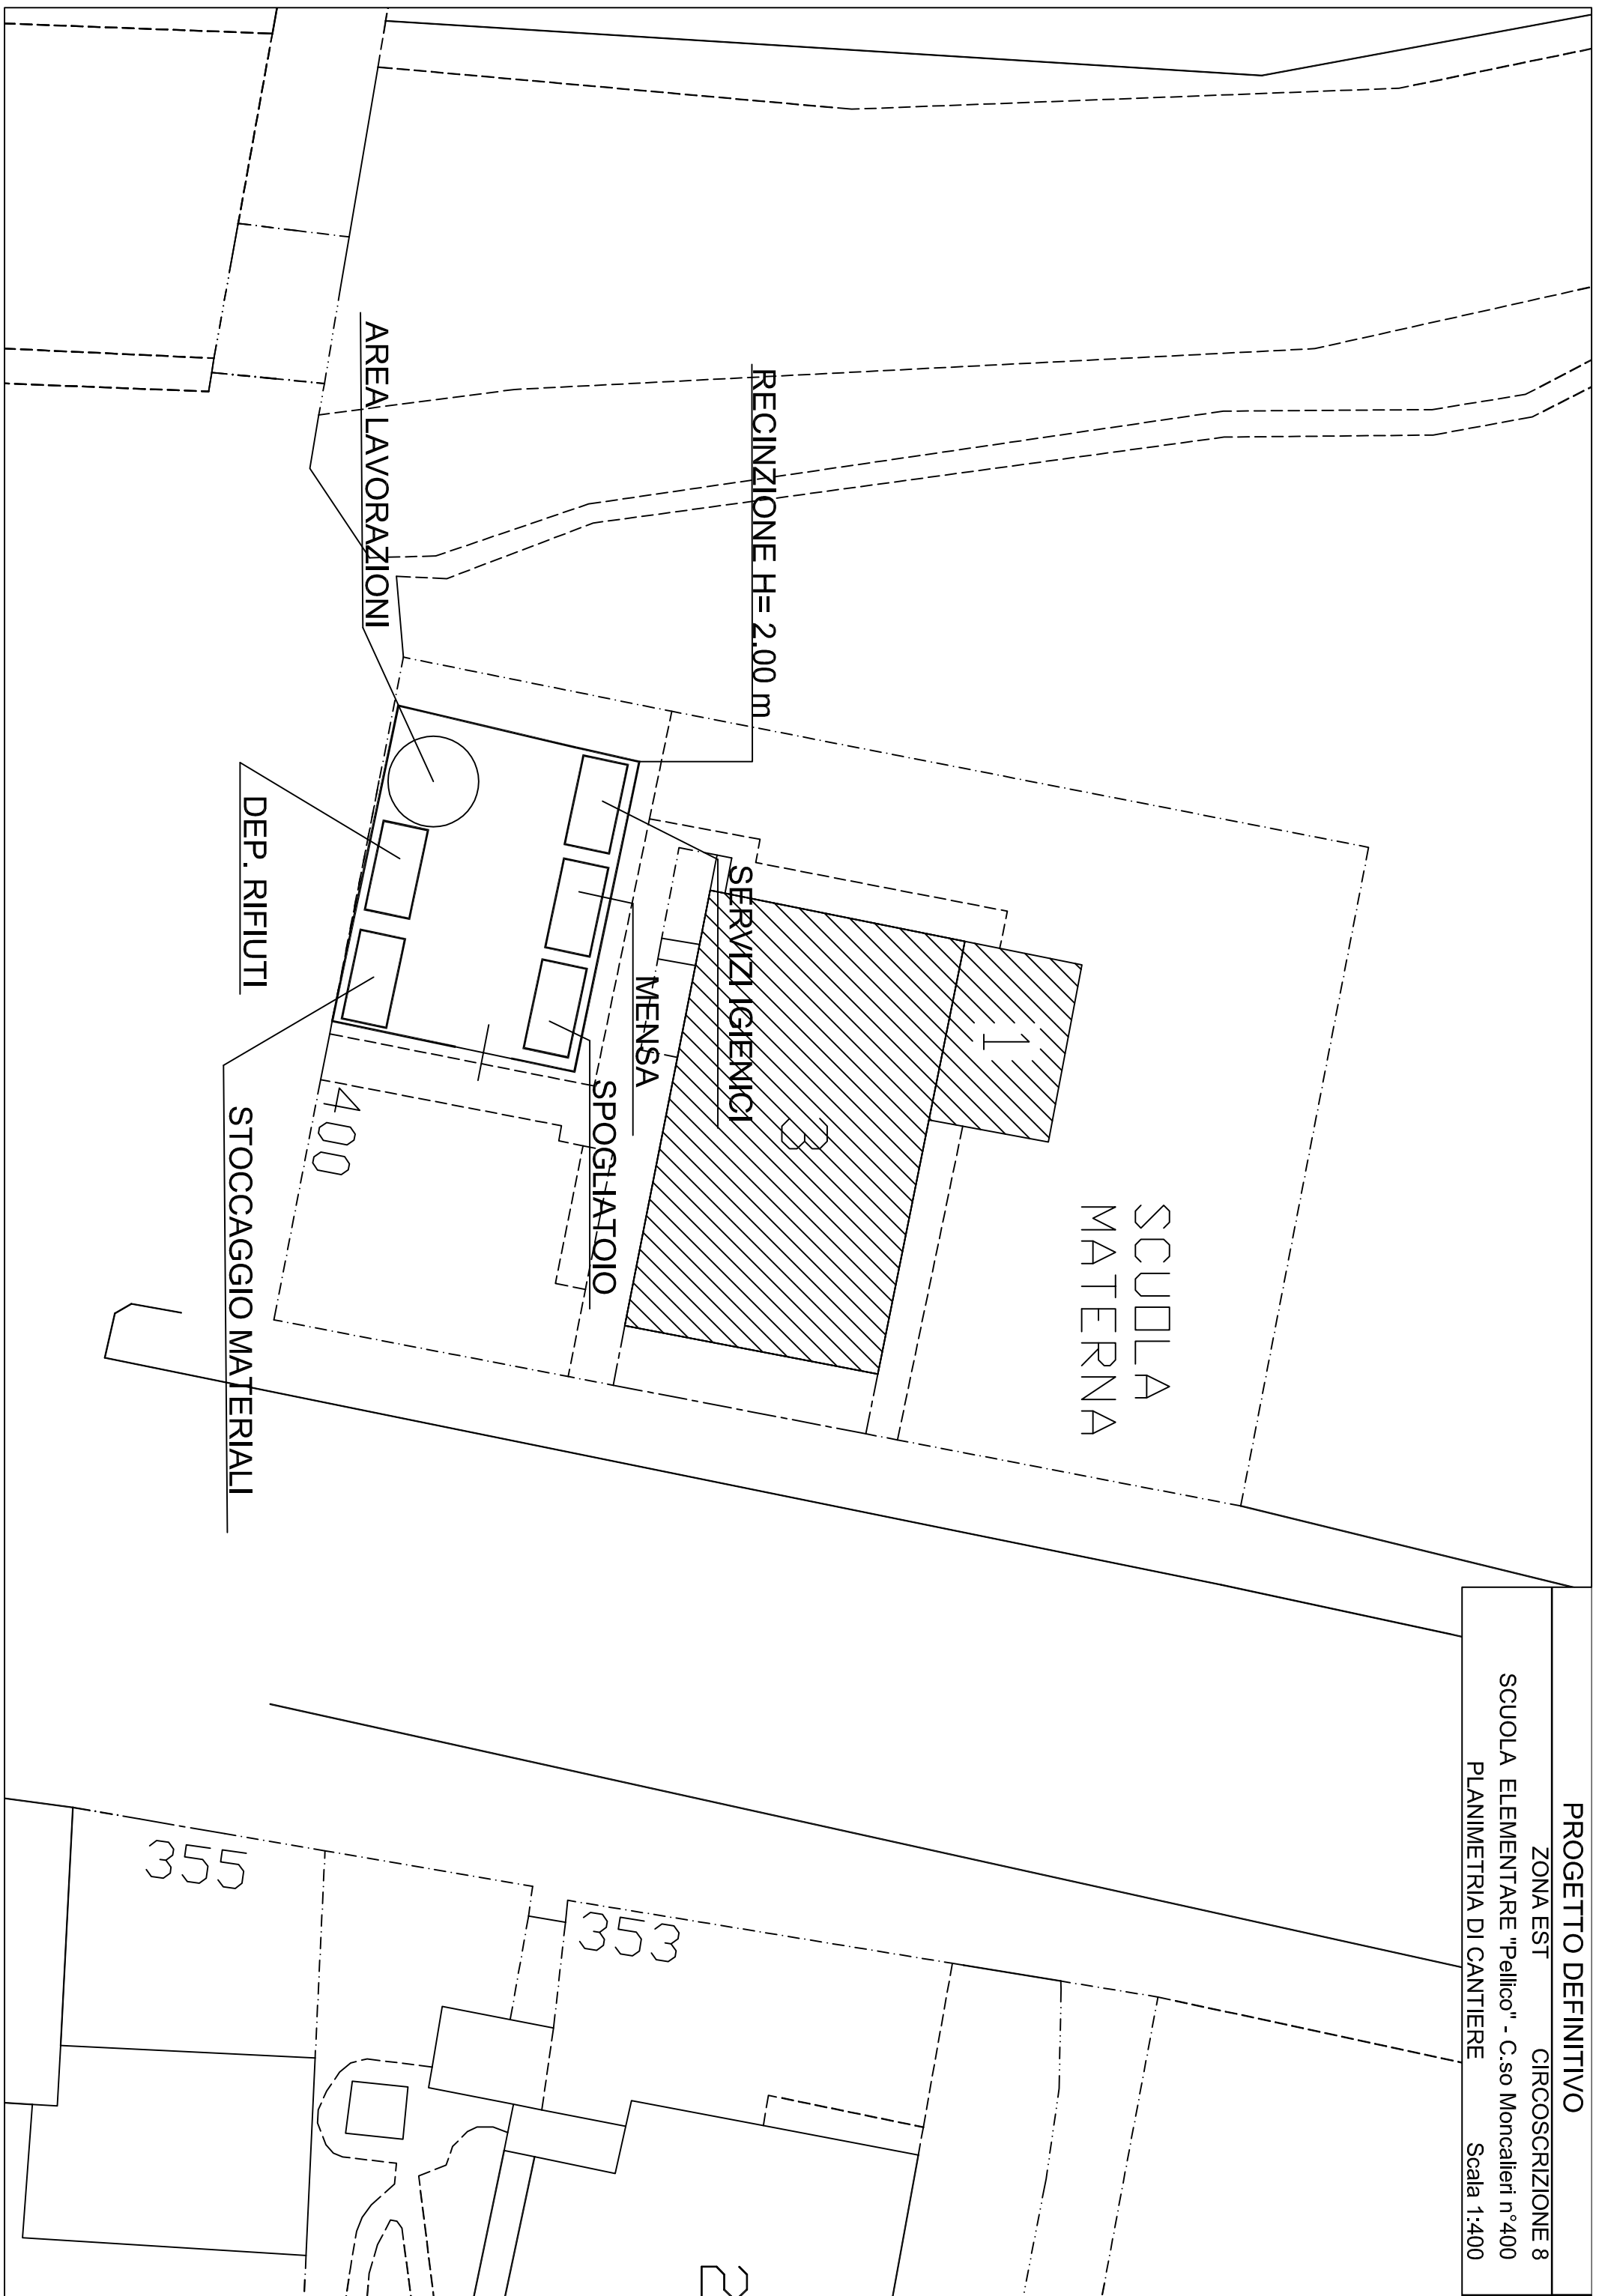 PROGETTO DEFINITIVO
ZONA EST CIRCOSCRIZIONE 8
SCUOLA ELEMENTARE "Pellico" - C.so Moncalieri n°400
PLANIMETRIA DI CANTIERE Scala 1:400
SCUOLA
MATERNA
1
3
RECINZIONE H= 2,00 m
SERVIZI IGIENICI
MENSA
SPOGLIATOIO
AREA LAVORAZIONI
400
DEP. RIFIUTI
STOCCAGGIO MATERIALI
353
355
2